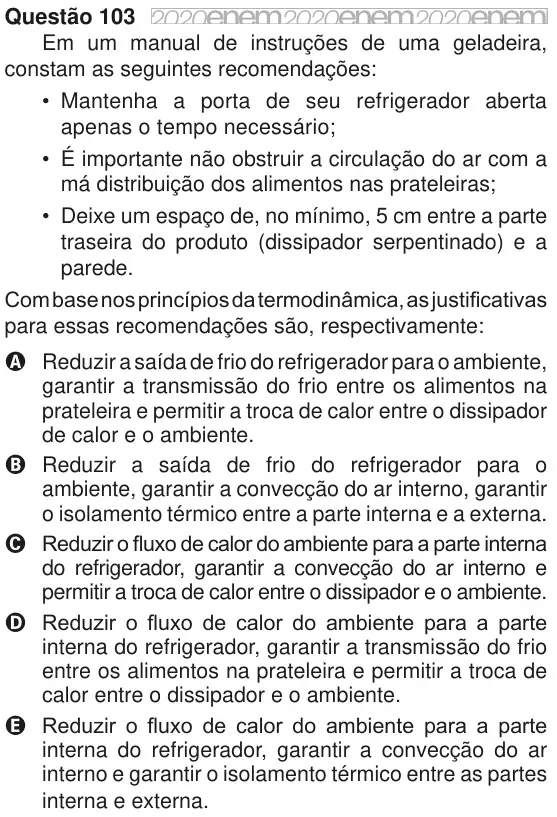 Questão 103 2020enem2020enem2020enem
Em um manual de instruções de uma geladeira,
constam as seguintes recomendações:
• Mantenha a porta de seu refrigerador aberta
apenas o tempo necessário;
• É importante não obstruir a circulação do ar com a
má distribuição dos alimentos nas prateleiras;
• Deixe um espaço de, no mínimo, 5 cm entre a parte
traseira do produto (dissipador serpentinado) e a
parede.
Com base nos princípios da termodinâmica, as justificativas
para essas recomendações são, respectivamente:
A Reduzir a saída de frio do refrigerador para o ambiente,
garantir a transmissão do frio entre os alimentos na
prateleira e permitir a troca de calor entre o dissipador
de calor e o ambiente.
B Reduzir a saída de frio do refrigerador para o
ambiente, garantir a convecção do ar interno, garantir
o isolamento térmico entre a parte interna e a externa.
C Reduzir o fluxo de calor do ambiente para a parte interna
do refrigerador, garantir a convecção do ar interno e
permitir a troca de calor entre o dissipador e o ambiente.
D Reduzir o fluxo de calor do ambiente para a parte
interna do refrigerador, garantir a transmissão do frio
entre os alimentos na prateleira e permitir a troca de
calor entre o dissipador e o ambiente.
E Reduzir o fluxo de calor do ambiente para a parte
interna do refrigerador, garantir a convecção do ar
interno e garantir o isolamento térmico entre as partes
interna e externa.